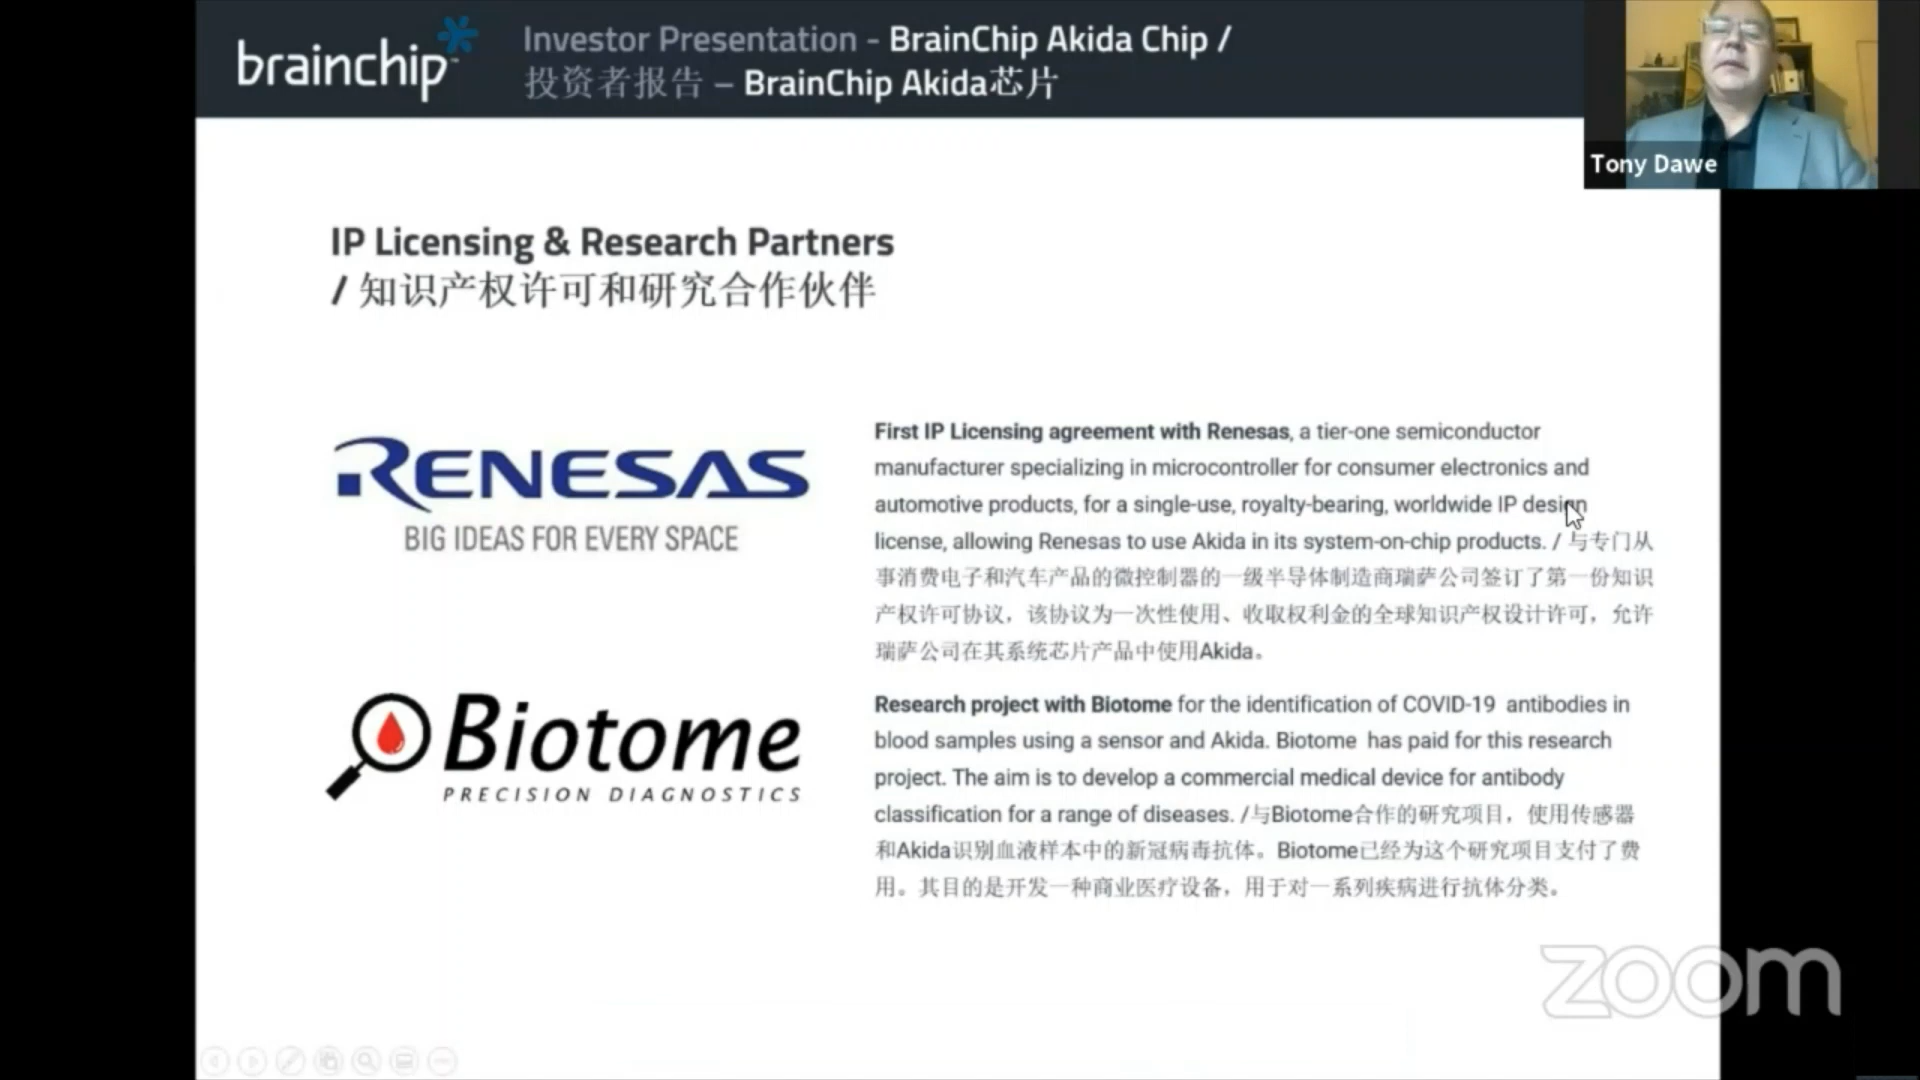 brainchip
Investor Presentation - BrainChip Akida Chip /
投资者报告 – BrainChip Akida芯片
Tony Dawe
IP Licensing & Research Partners
/ 知识产权许可和研究合作伙伴
RENESAS
BIG IDEAS FOR EVERY SPACE
First IP Licensing agreement with Renesas, a tier-one semiconductor
manufacturer specializing in microcontroller for consumer electronics and
automotive products, for a single-use, royalty-bearing, worldwide IP design
license, allowing Renesas to use Akida in its system-on-chip products. / 与专门从
事消费电子和汽车产品的微控制器的一级半导体制造商瑞萨公司签订了第一份知识
产权许可协议，该协议为一次性使用、收取权利金的全球知识产权设计许可，允许
瑞萨公司在其系统芯片产品中使用Akida。
Biotome
PRECISION DIAGNOSTICS
Research project with Biotome for the identification of COVID-19 antibodies in
blood samples using a sensor and Akida. Biotome has paid for this research
project. The aim is to develop a commercial medical device for antibody
classification for a range of diseases. /与Biotome合作的研究项目，使用传感器
和Akida识别血液样本中的新冠病毒抗体。Biotome已经为这个研究项目支付了费
用。其目的是开发一种商业医疗设备，用于对一系列疾病进行抗体分类。
zoom